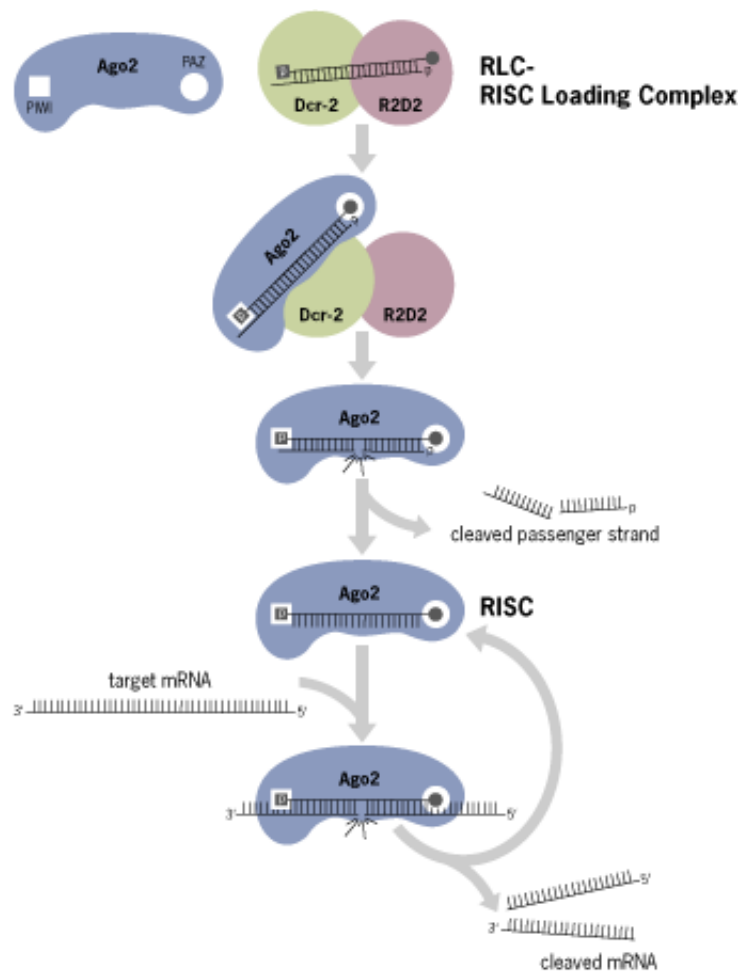 Ago2
PAZ
PIWI
Dcr-2
R2D2
p
RLC-
RISC Loading Complex
Ago2
p
Dcr-2
R2D2
Ago2
p
cleaved passenger strand
p
Ago2
RISC
target mRNA
3' 5'
Ago2
3' 5'
5'
3'
cleaved mRNA